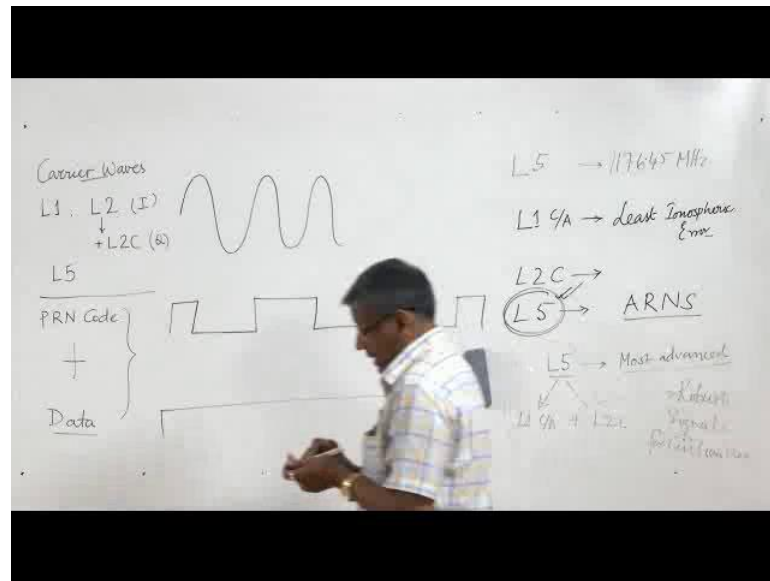 Carrier Waves
L1, L2 (I)
↓
+ L2C (Q)
L5
PRN Code
+
Data
L5 → 1176.45 MHz
L1 C/A → Least Ionospheric
Error
L2C →
L5 → ARNS
L5 → Most advanced
L1 C/A + L2C
Robust
Signal